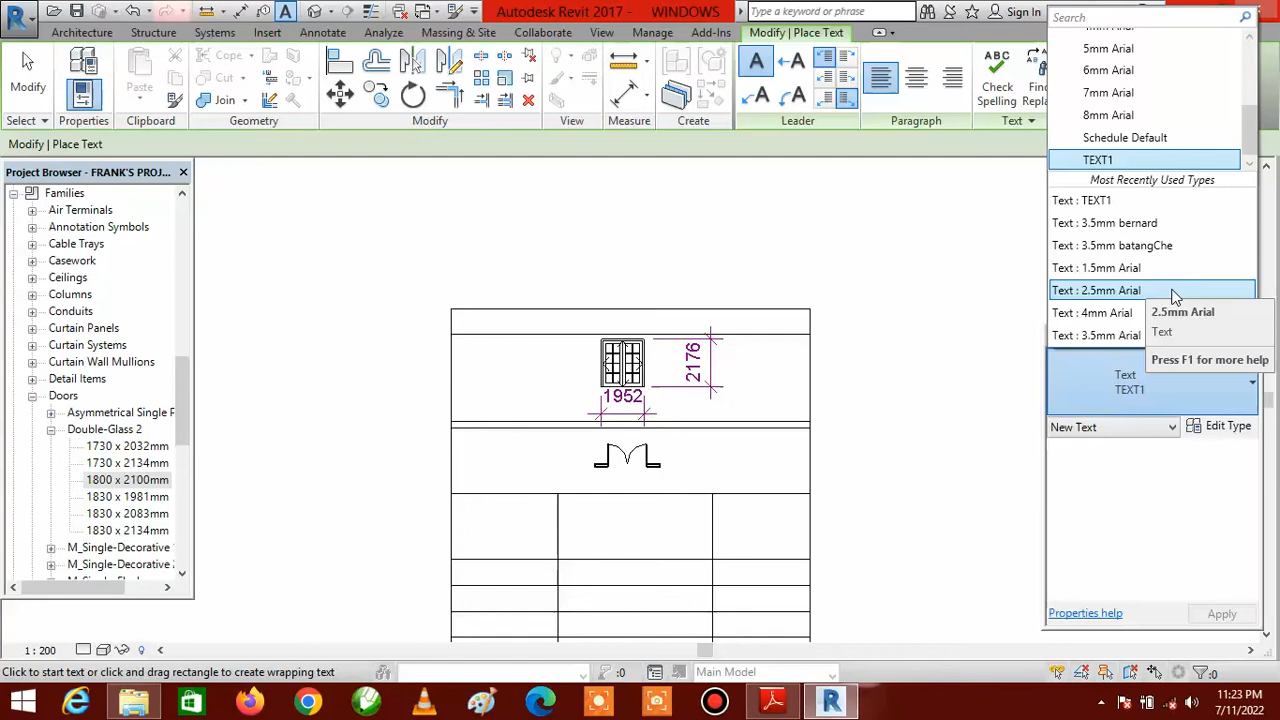 Autodesk Revit 2017 -    WINDOWS
Type a keyword or phrase
Sign In
Architecture
Structure
Systems
Insert
Annotate
Analyze
Massing & Site
Collaborate
View
Manage
Add-Ins
Modify | Place Text
Modify
Select
Properties
Paste
Clipboard
Cope
Cut
Join
Geometry
Modify
View
Measure
Create
Leader
Paragraph
Check
Spelling
Find
Text
Modify | Place Text
Project Browser - FRANK'S PROJ...
Families
Air Terminals
Annotation Symbols
Cable Trays
Casework
Ceilings
Columns
Conduits
Curtain Panels
Curtain Systems
Curtain Wall Mullions
Detail Items
Doors
Asymmetrical Single P
Double-Glass 2
1730 x 2032mm
1730 x 2134mm
1800 x 2100mm
1830 x 1981mm
1830 x 2083mm
1830 x 2134mm
M_Single-Decorative
M_Single-Decorative 2
2176
1952
Search
5mm Arial
6mm Arial
7mm Arial
8mm Arial
Schedule Default
TEXT1
Most Recently Used Types
Text : TEXT1
Text : 3.5mm bernard
Text : 3.5mm batangChe
Text : 1.5mm Arial
Text : 2.5mm Arial
Text : 4mm Arial
Text : 3.5mm Arial
2.5mm Arial
Text
Press F1 for more help
Text
TEXT1
New Text
Edit Type
Properties help
Apply
1 : 200
Click to start text or click and drag rectangle to create wrapping text
:0
Main Model
:0
11:23 PM
7/11/2022